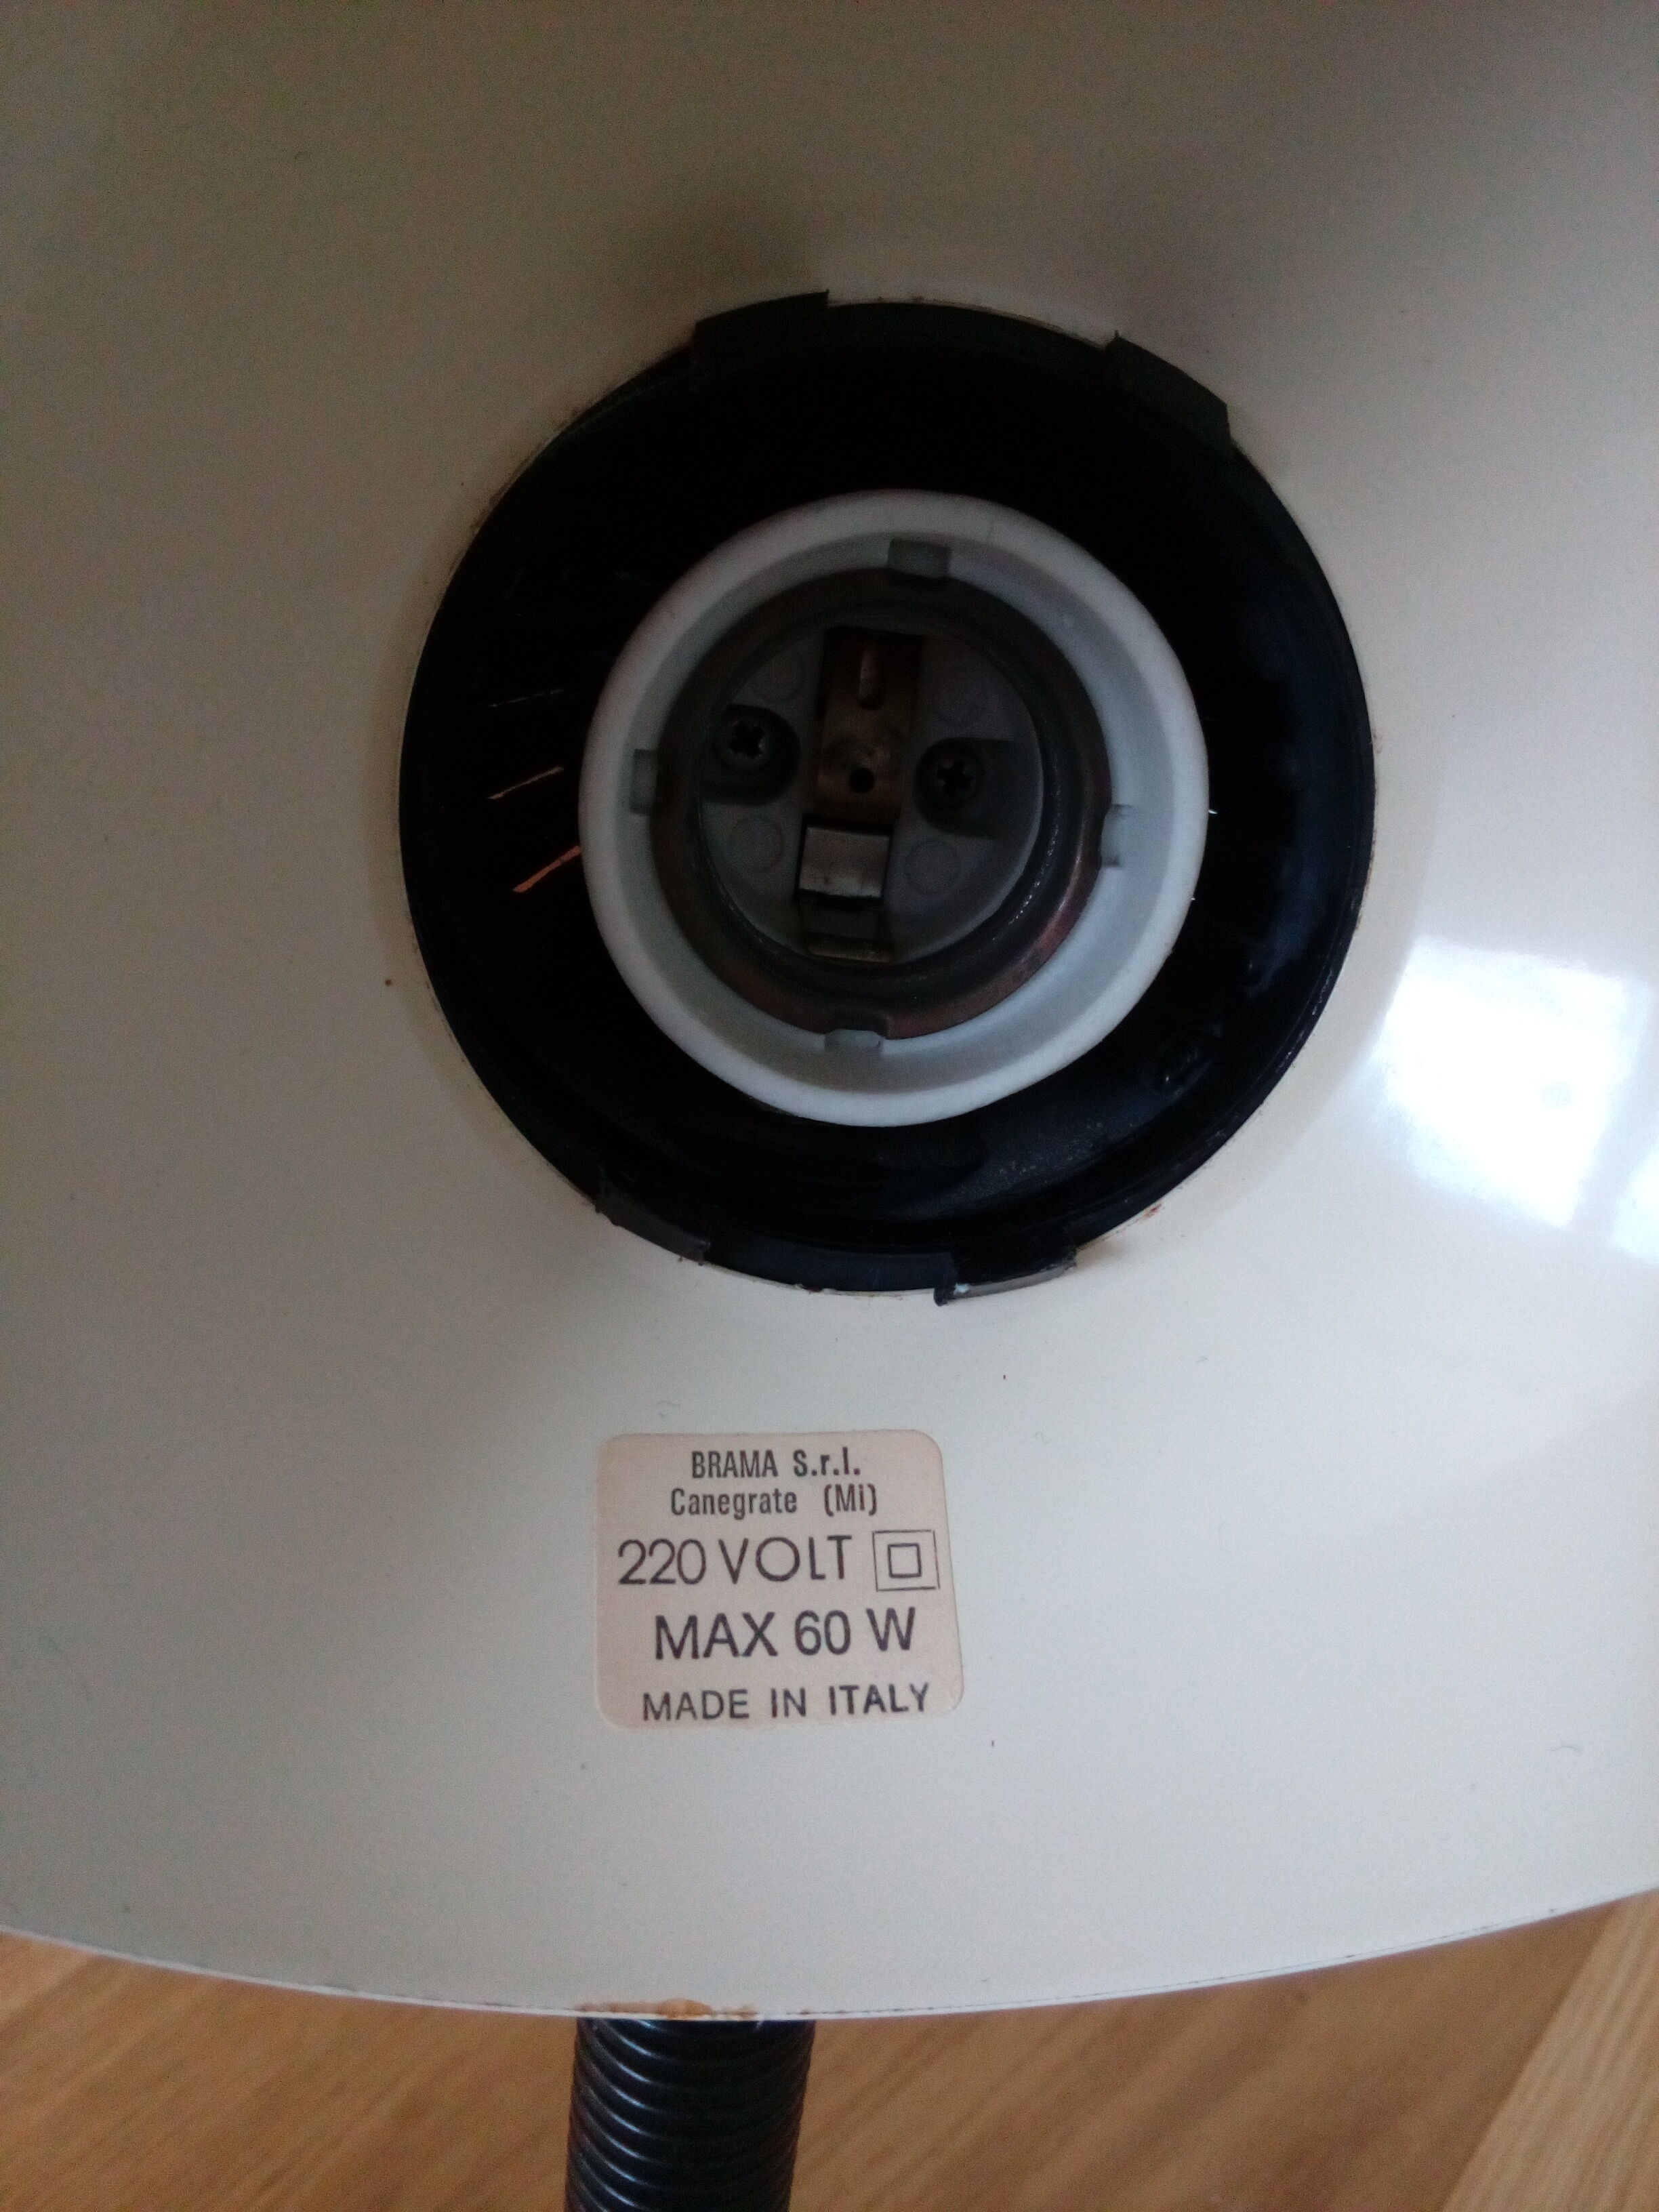 BRAMA S.r.l.
Canegrate (Mi)
220 VOLT
MAX 60 W
MADE IN ITALY